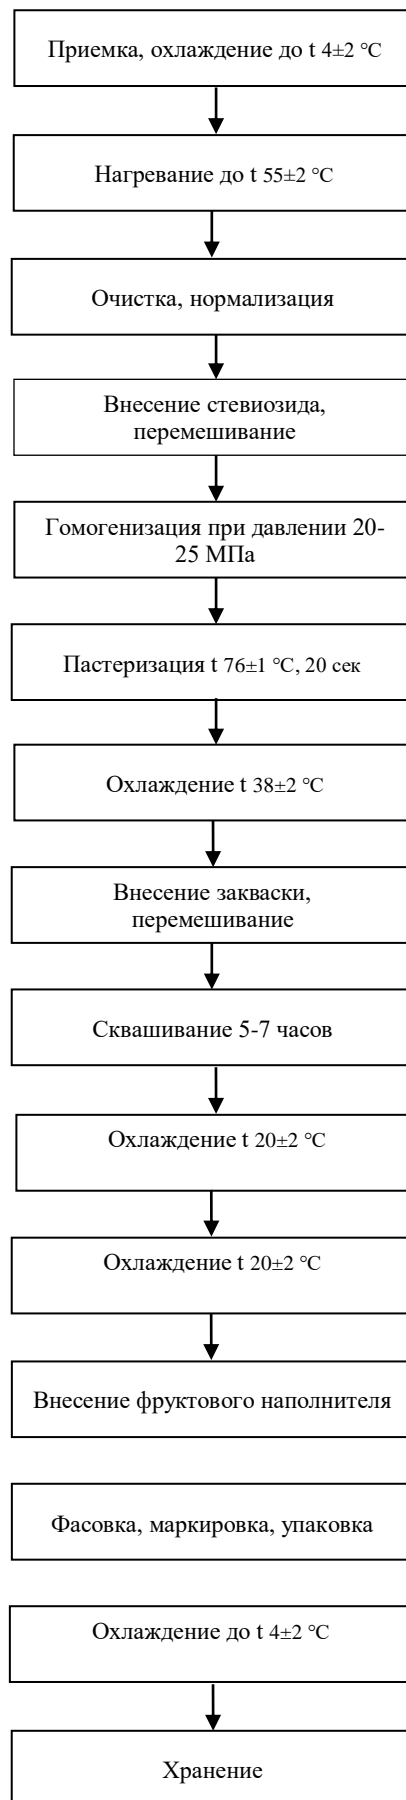 Приемка, охлаждение до t 4±2 °С
Нагревание до t 55±2 °С
Очистка, нормализация
Внесение стевиозида,
перемешивание
Гомогенизация при давлении 20-
25 МПа
Пастеризация t 76±1 °С, 20 сек
Охлаждение t 38±2 °С
Внесение закваски,
перемешивание
Сквашивание 5-7 часов
Охлаждение t 20±2 °С
Охлаждение t 20±2 °С
Внесение фруктового наполнителя
Фасовка, маркировка, упаковка
Охлаждение до t 4±2 °С
Хранение